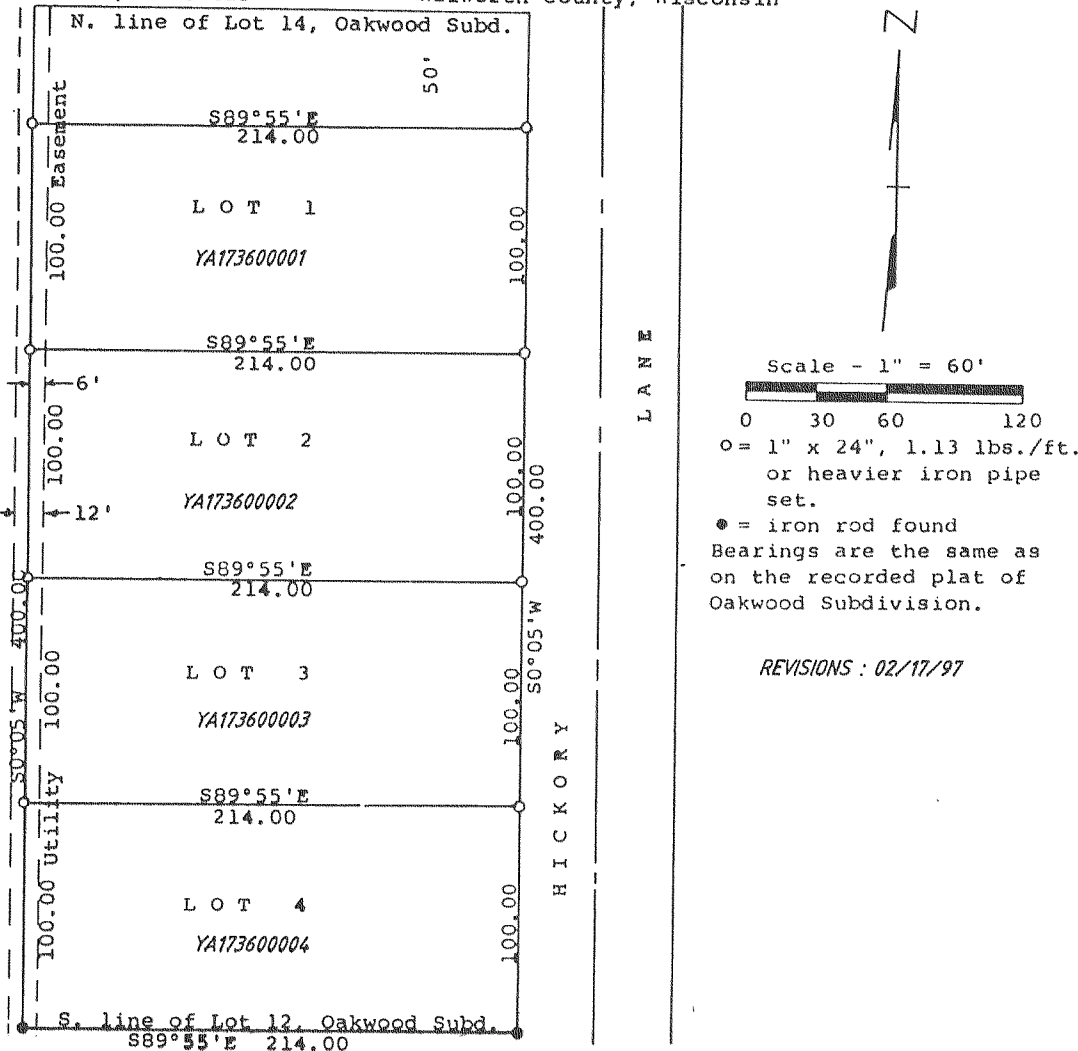 Walworth County, Wisconsin
N. line of Lot 14, Oakwood Subd.
50'
S89°55'E
214.00
100.00 Easement
LOT 1
YA173600001
100.00
S89°55'E
214.00
6'
100.00
LOT 2
YA173600002
100.00
400.00
12'
S89°55'E
214.00
S0°05'W 400.00
100.00
LOT 3
YA173600003
100.00
S0°05'W
S89°55'E
214.00
100.00 Utility
LOT 4
YA173600004
100.00
S. line of Lot 12, Oakwood Subd.
S89°55'E 214.00
HICKORY LANE
N
Scale - 1" = 60'
0 30 60 120
o = 1" x 24", 1.13 lbs./ft.
or heavier iron pipe
set.
● = iron rod found
Bearings are the same as
on the recorded plat of
Oakwood Subdivision.
REVISIONS : 02/17/97